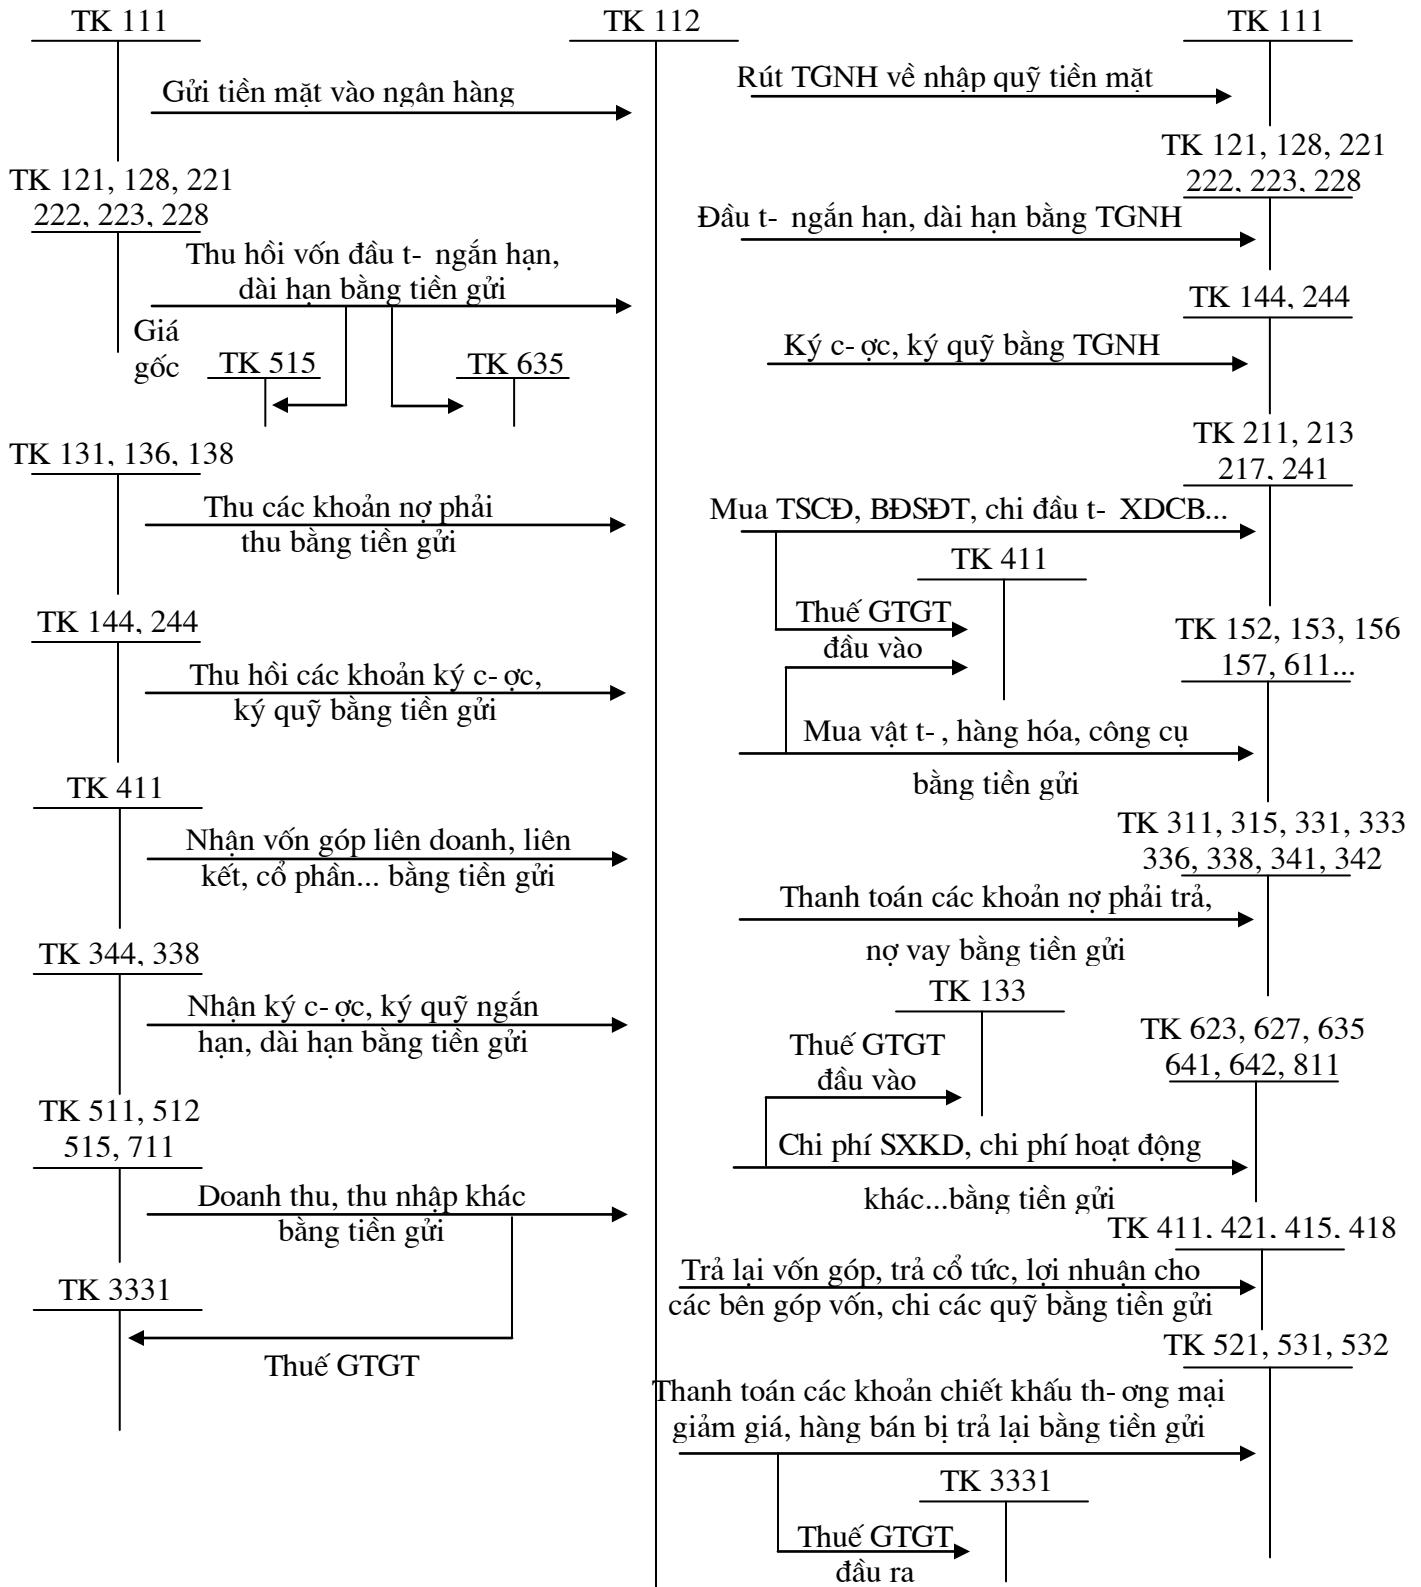 TK 111
TK 112
TK 111
Gửi tiền mặt vào ngân hàng
Rút TGNH về nhập quỹ tiền mặt
TK 121, 128, 221
222, 223, 228
TK 121, 128, 221
222, 223, 228
Thu hồi vốn đầu t- ngắn hạn,
dài hạn bằng tiền gửi
Đầu t- ngắn hạn, dài hạn bằng TGNH
Giá
gốc
TK 515
TK 635
TK 144, 244
Ký c- ợc, ký quỹ bằng TGNH
TK 131, 136, 138
Thu các khoản nợ phải
thu bằng tiền gửi
TK 211, 213
217, 241
Mua TSCĐ, BĐSĐT, chi đầu t- XDCB...
TK 411
Thuế GTGT
đầu vào
TK 144, 244
Thu hồi các khoản ký c- ợc,
ký quỹ bằng tiền gửi
TK 152, 153, 156
157, 611...
Mua vật t- , hàng hóa, công cụ
bằng tiền gửi
TK 411
Nhận vốn góp liên doanh, liên
kết, cổ phần... bằng tiền gửi
TK 311, 315, 331, 333
336, 338, 341, 342
Thanh toán các khoản nợ phải trả,
nợ vay bằng tiền gửi
TK 344, 338
Nhận ký c- ợc, ký quỹ ngắn
hạn, dài hạn bằng tiền gửi
TK 133
Thuế GTGT
đầu vào
TK 623, 627, 635
641, 642, 811
Chi phí SXKD, chi phí hoạt động
khác...bằng tiền gửi
TK 511, 512
515, 711
Doanh thu, thu nhập khác
bằng tiền gửi
TK 411, 421, 415, 418
Trả lại vốn góp, trả cổ tức, lợi nhuận cho
các bên góp vốn, chi các quỹ bằng tiền gửi
TK 3331
Thuế GTGT
TK 521, 531, 532
Thanh toán các khoản chiết khấu th- ơng mại
giảm giá, hàng bán bị trả lại bằng tiền gửi
TK 3331
Thuế GTGT
đầu ra